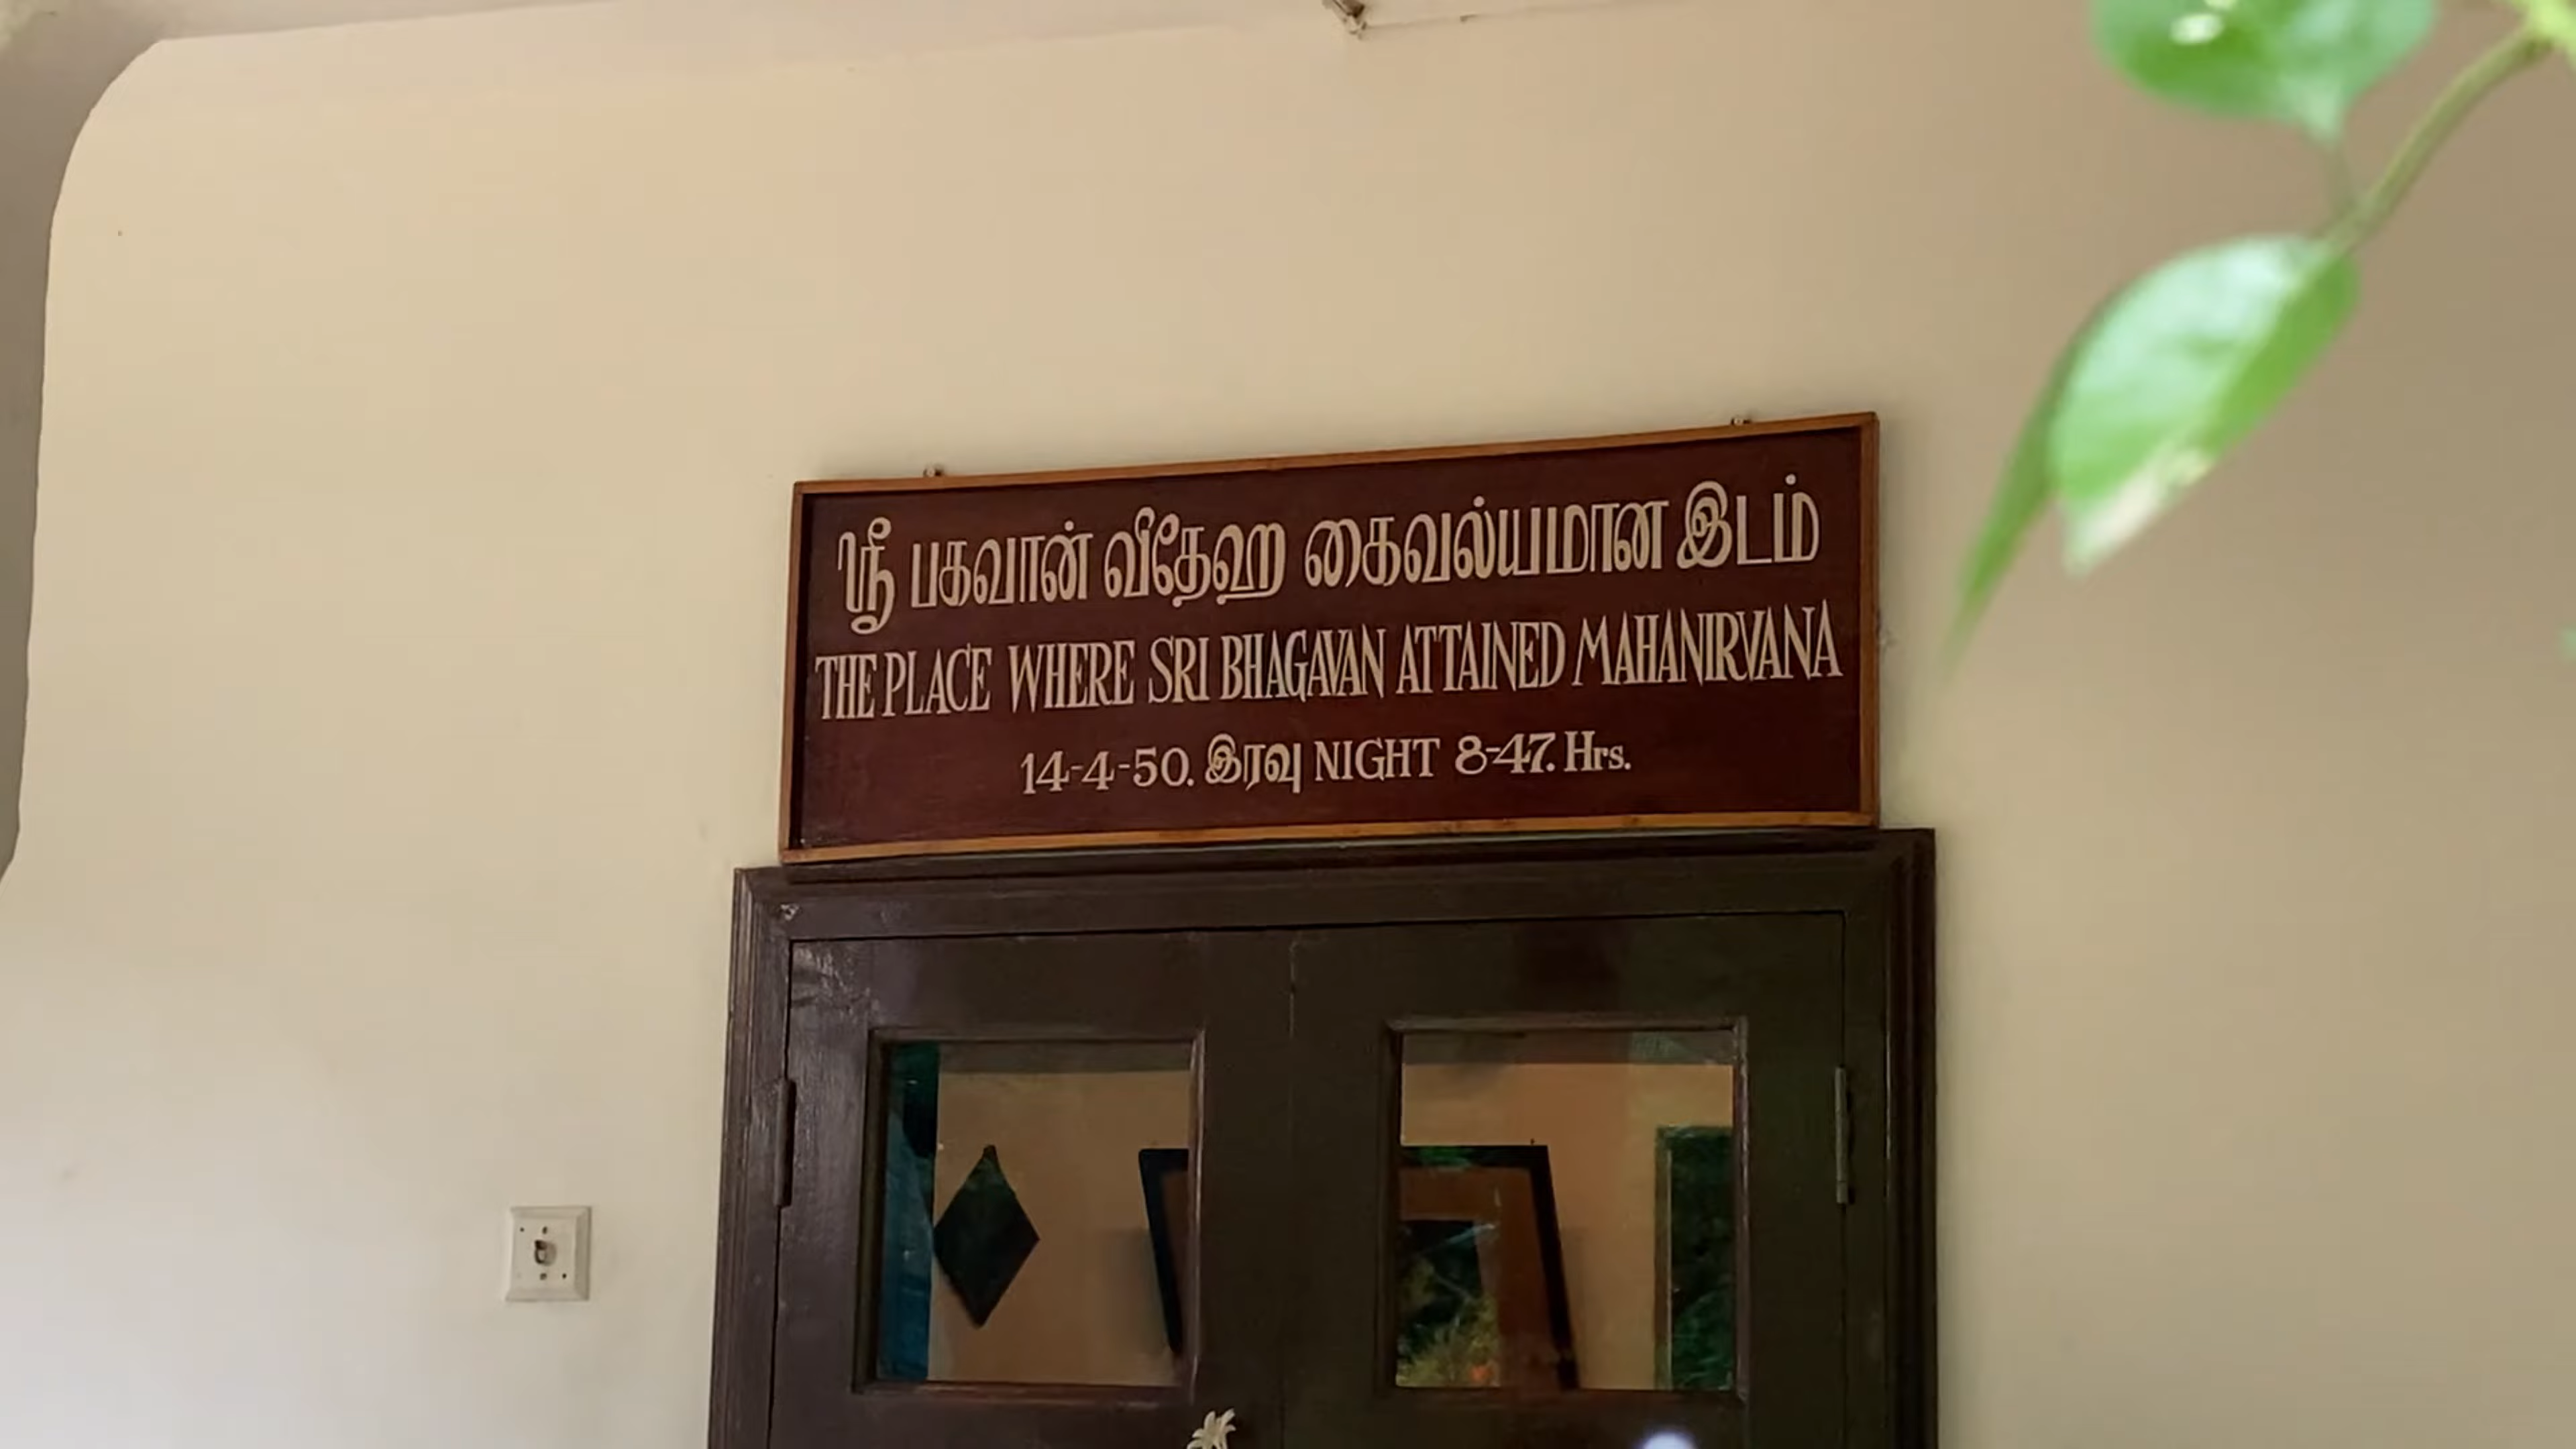 ஸ்ரீ பகவான் விதேஹ கைவல்யமான இடம்
THE PLACE WHERE SRI BHAGAVAN ATTAINED MAHANIRVANA
14-4-50. இரவு NIGHT 8-47. Hrs.